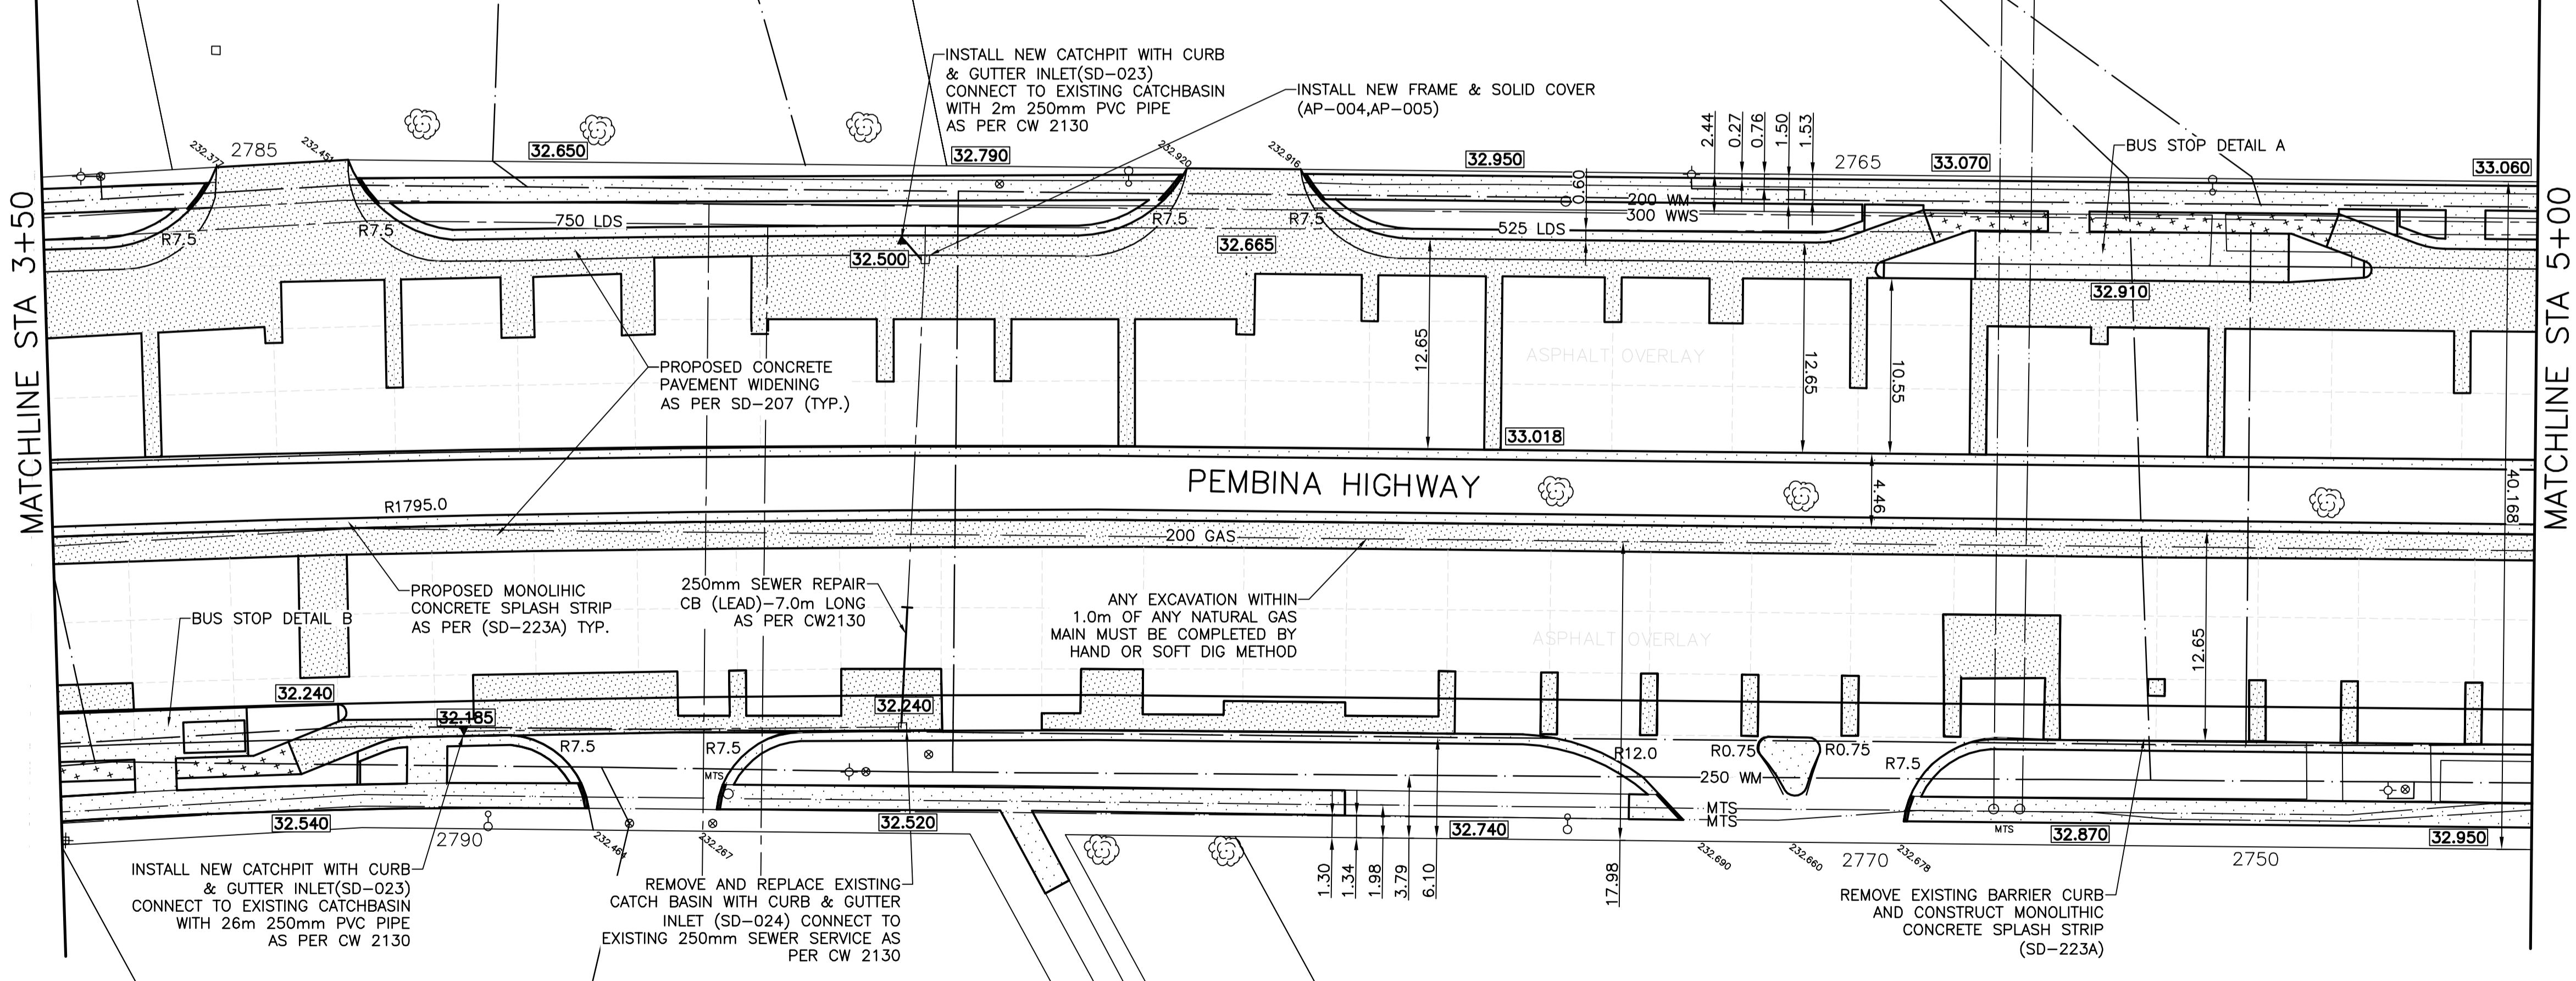 INSTALL NEW CATCHPIT WITH CURB
& GUTTER INLET(SD-023)
CONNECT TO EXISTING CATCHBASIN
WITH 2m 250mm PVC PIPE
AS PER CW 2130
INSTALL NEW FRAME & SOLID COVER
(AP-004,AP-005)
2.44
0.27
0.76
1.50
1.53
BUS STOP DETAIL A
232.377
2785
232.451
32.650
32.790
232.920
232.916
32.950
2765
33.070
33.060
0.60
200 WM
300 WWS
R7.5
R7.5
750 LDS
R7.5
R7.5
525 LDS
32.500
32.665
32.910
MATCHLINE STA 3+50
MATCHLINE STA 5+00
12.65
ASPHALT OVERLAY
12.65
10.55
PROPOSED CONCRETE
PAVEMENT WIDENING
AS PER SD-207 (TYP.)
33.018
PEMBINA HIGHWAY
R1795.0
4.46
40.168
200 GAS
PROPOSED MONOLIHIC
CONCRETE SPLASH STRIP
AS PER (SD-223A) TYP.
250mm SEWER REPAIR
CB (LEAD)-7.0m LONG
AS PER CW2130
ANY EXCAVATION WITHIN
1.0m OF ANY NATURAL GAS
MAIN MUST BE COMPLETED BY
HAND OR SOFT DIG METHOD
ASPHALT OVERLAY
12.65
BUS STOP DETAIL B
32.240
32.185
32.240
R7.5
R7.5
MTS
R12.0
R0.75
R0.75
R7.5
250 WM
MTS
MTS
MTS
32.540
2790
232.464
232.267
32.520
32.740
232.690
232.660
2770
232.678
32.870
2750
32.950
1.30
1.34
1.98
3.79
6.10
17.98
INSTALL NEW CATCHPIT WITH CURB
& GUTTER INLET(SD-023)
CONNECT TO EXISTING CATCHBASIN
WITH 26m 250mm PVC PIPE
AS PER CW 2130
REMOVE AND REPLACE EXISTING
CATCH BASIN WITH CURB & GUTTER
INLET (SD-024) CONNECT TO
EXISTING 250mm SEWER SERVICE AS
PER CW 2130
REMOVE EXISTING BARRIER CURB
AND CONSTRUCT MONOLITHIC
CONCRETE SPLASH STRIP
(SD-223A)